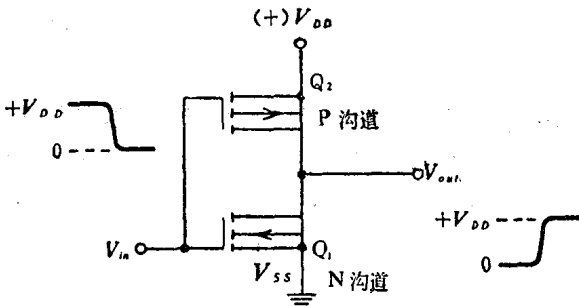 (+) V_DD
Q₂
+V_DD
P 沟道
0
V_out.
+V_DD
V_in
Q₁
0
V_SS
N 沟道